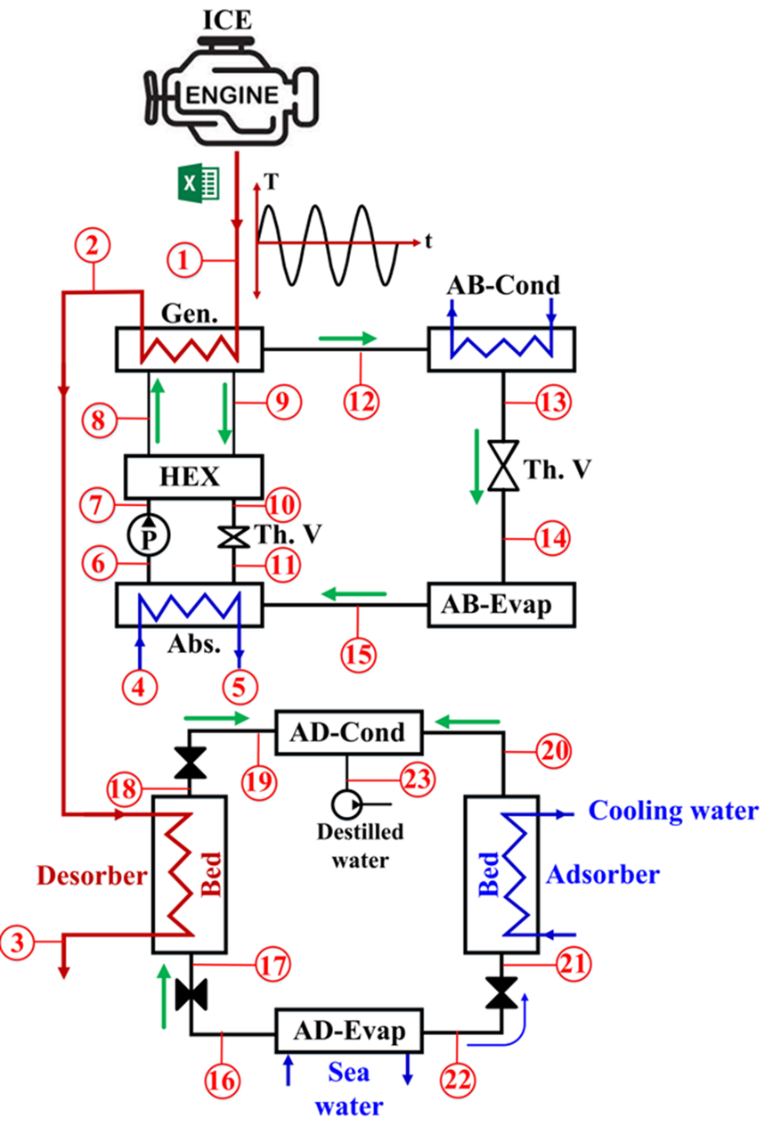 ICE
ENGINE
X
T
t
2
1
Gen.
AB-Cond
12
8
9
13
HEX
Th. V
7
10
P
Th. V
14
6
11
AB-Evap
Abs.
15
4
5
AD-Cond
20
18
19
23
Destilled
water
Cooling water
Desorber
Bed
Bed
Adsorber
3
17
21
AD-Evap
16
Sea
water
22